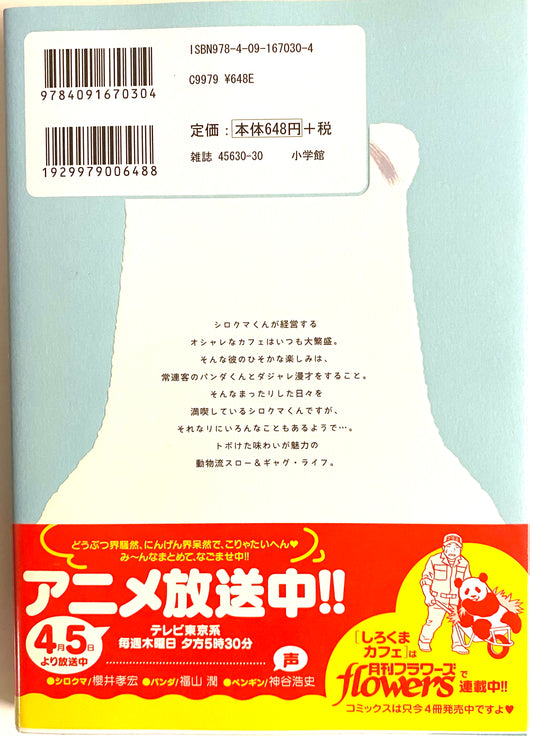 ISBN978-4-09-167030-4
9784091670304
C9979 ¥648E
定価：本体648円＋税
1929979006488
雑誌 45630-30 小学館
シロクマくんが経営する
オシャレなカフェはいつも大繁盛。
そんな彼のひそかな楽しみは、
常連客のパンダくんとダジャレ漫才をすること。
そんなまったりした日々を
満喫しているシロクマくんですが、
それなりにいろんなこともあるようで…。
トボけた味わいが魅力の
動物流スロー＆ギャグ・ライフ。
どうぶつ界騒然、にんげん界呆然で、こりゃたいへん♥
み〜んなまとめて、なごませ中!!
アニメ放送中!!
4月5日
より放送中
テレビ東京系
毎週木曜日 夕方5時30分
声
●シロクマ/櫻井孝宏/●パンダ/福山 潤/●ペンギン/神谷浩史
［しろくま
カフェ］は
月刊フラワーズ
flowersで
連載中!!
コミックスは只今4冊発売中ですよ♥